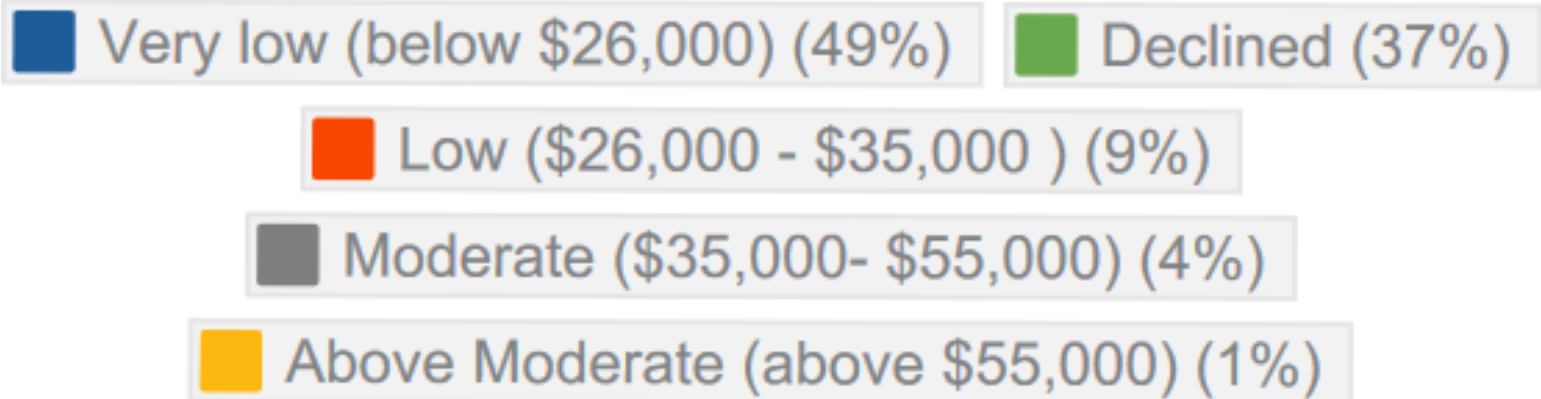 Very low (below $26,000) (49%) Declined (37%)
Low ($26,000 - $35,000 ) (9%)
Moderate ($35,000- $55,000) (4%)
Above Moderate (above $55,000) (1%)